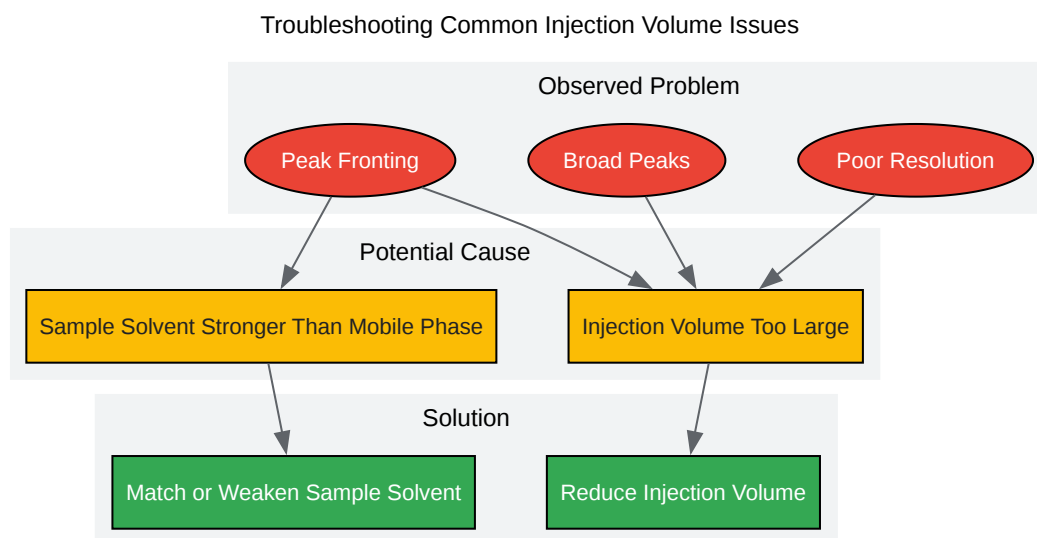 Troubleshooting Common Injection Volume Issues
Observed Problem
Peak Fronting
Broad Peaks
Poor Resolution
Potential Cause
Sample Solvent Stronger Than Mobile Phase
Injection Volume Too Large
Solution
Match or Weaken Sample Solvent
Reduce Injection Volume